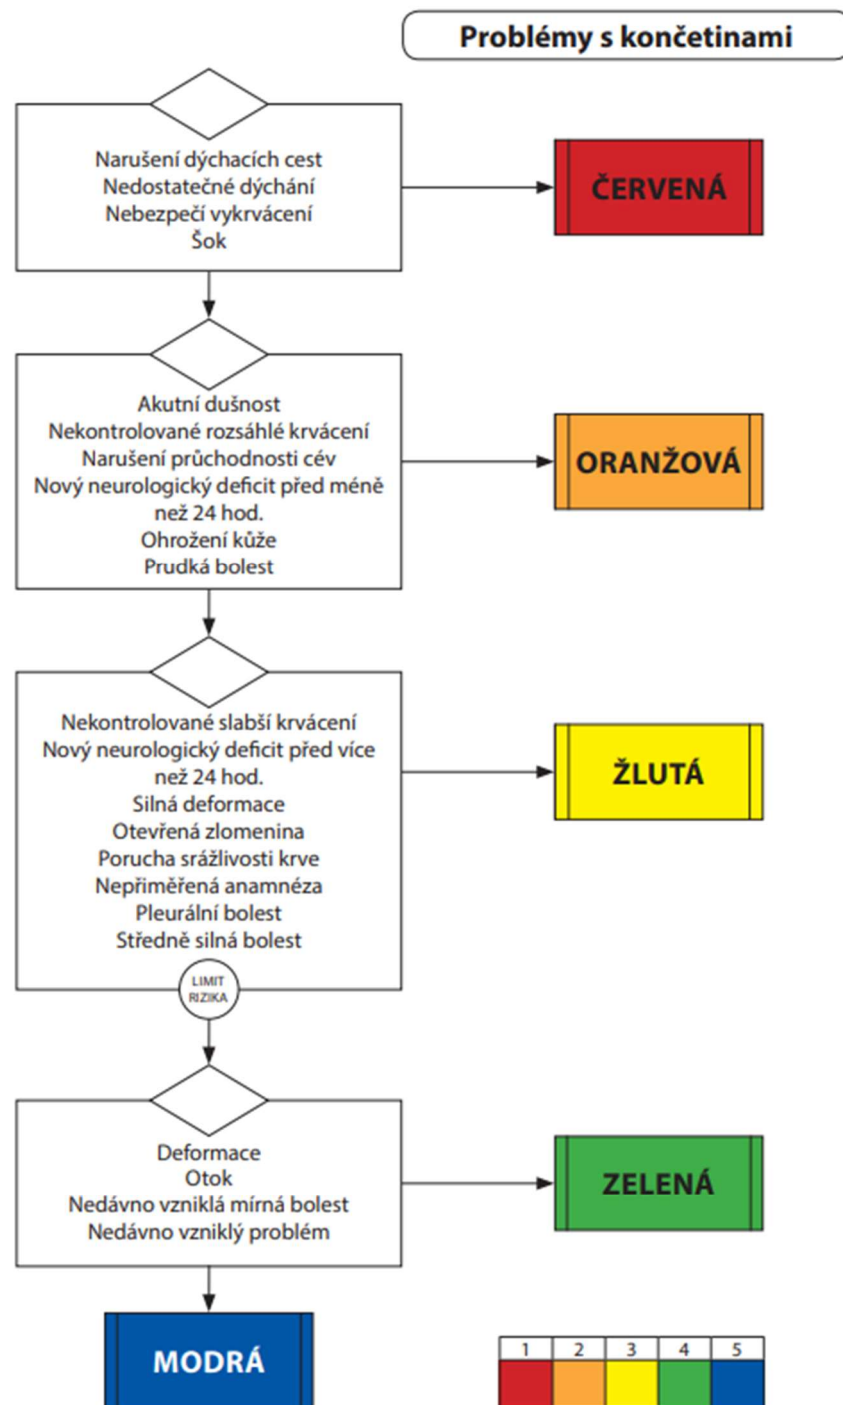 Problémy s končetinami
Narušení dýchacích cest
Nedostatečné dýchání
Nebezpečí vykrvácení
Šok
ČERVENÁ
Akutní dušnost
Nekontrolované rozsáhlé krvácení
Narušení průchodnosti cév
Nový neurologický deficit před méně
než 24 hod.
Ohrožení kůže
Prudká bolest
ORANŽOVÁ
Nekontrolované slabší krvácení
Nový neurologický deficit před více
než 24 hod.
Silná deformace
Otevřená zlomenina
Porucha srážlivosti krve
Nepřiměřená anamnéza
Pleurální bolest
Středně silná bolest
ŽLUTÁ
LIMIT
RIZIKA
Deformace
Otok
Nedávno vzniklá mírná bolest
Nedávno vzniklý problém
ZELENÁ
MODRÁ
1 2 3 4 5